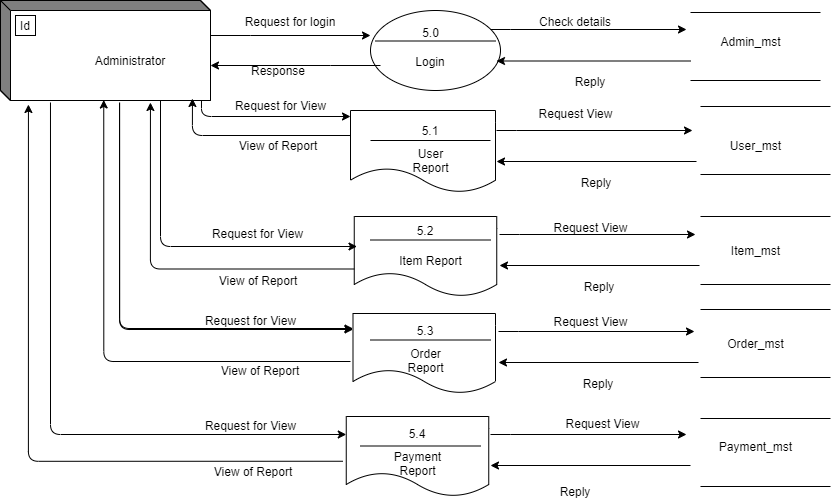 Id
Administrator
Request for login
Response
5.0
Login
Check details
Reply
Admin_mst
Request for View
View of Report
5.1
User
Report
Request View
Reply
User_mst
Request for View
View of Report
5.2
Item Report
Request View
Reply
Item_mst
Request for View
View of Report
5.3
Order
Report
Request View
Reply
Order_mst
Request for View
View of Report
5.4
Payment
Report
Request View
Reply
Payment_mst